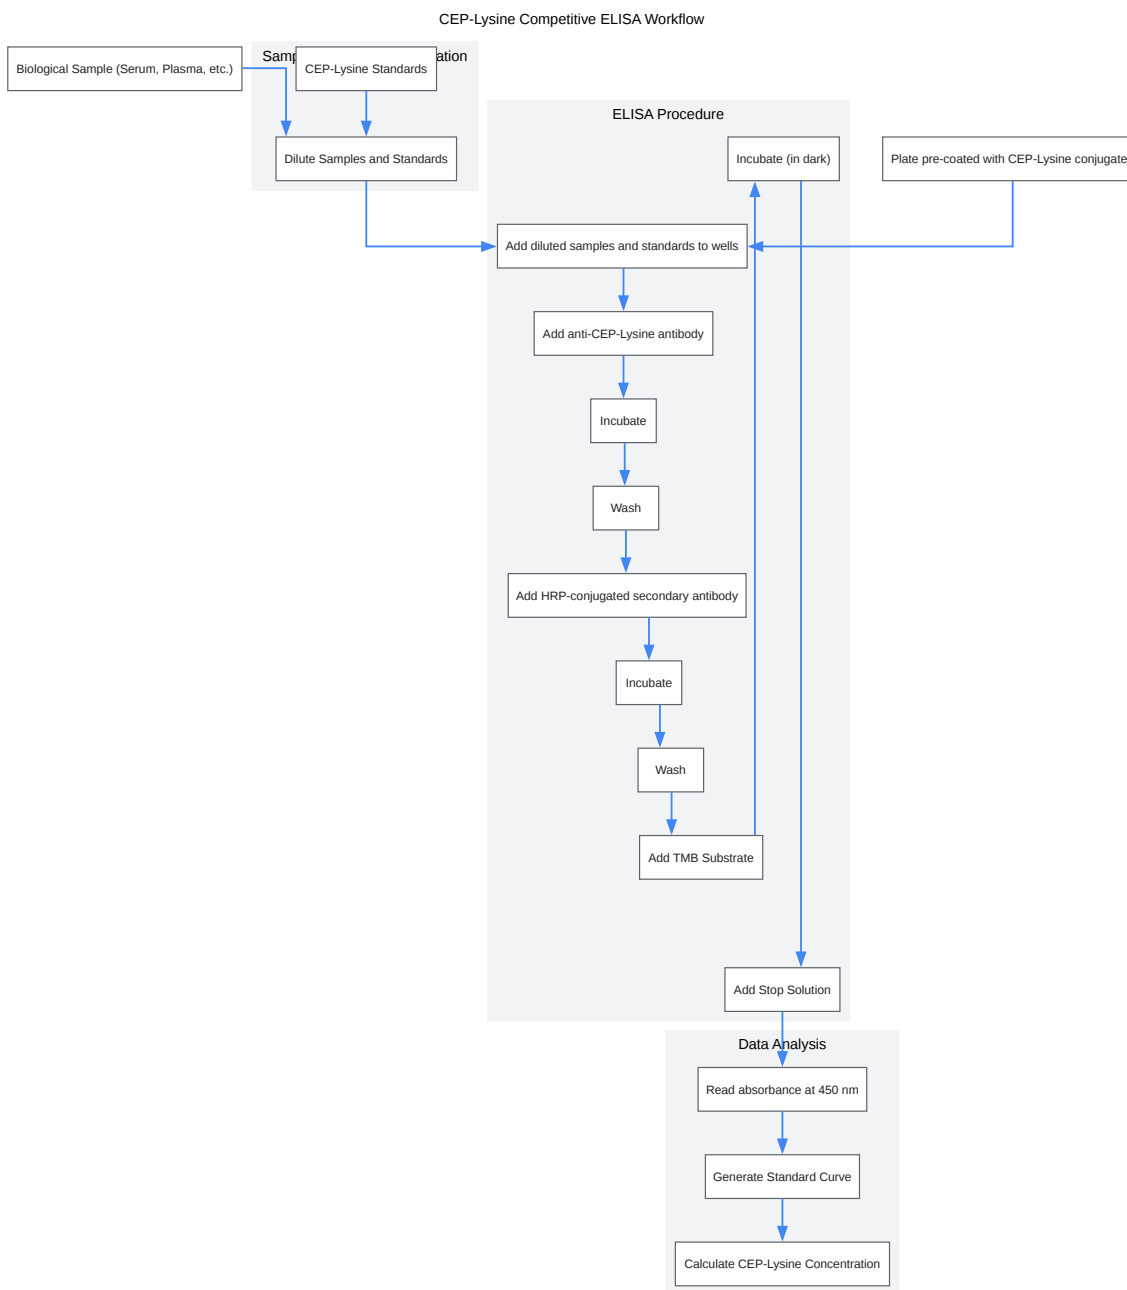 CEP-Lysine Competitive ELISA Workflow
Biological Sample (Serum, Plasma, etc.)
CEP-Lysine Standards
Dilute Samples and Standards
ELISA Procedure
Incubate (in dark)
Plate pre-coated with CEP-Lysine conjugate
Add diluted samples and standards to wells
Add anti-CEP-Lysine antibody
Incubate
Wash
Add HRP-conjugated secondary antibody
Incubate
Wash
Add TMB Substrate
Add Stop Solution
Data Analysis
Read absorbance at 450 nm
Generate Standard Curve
Calculate CEP-Lysine Concentration